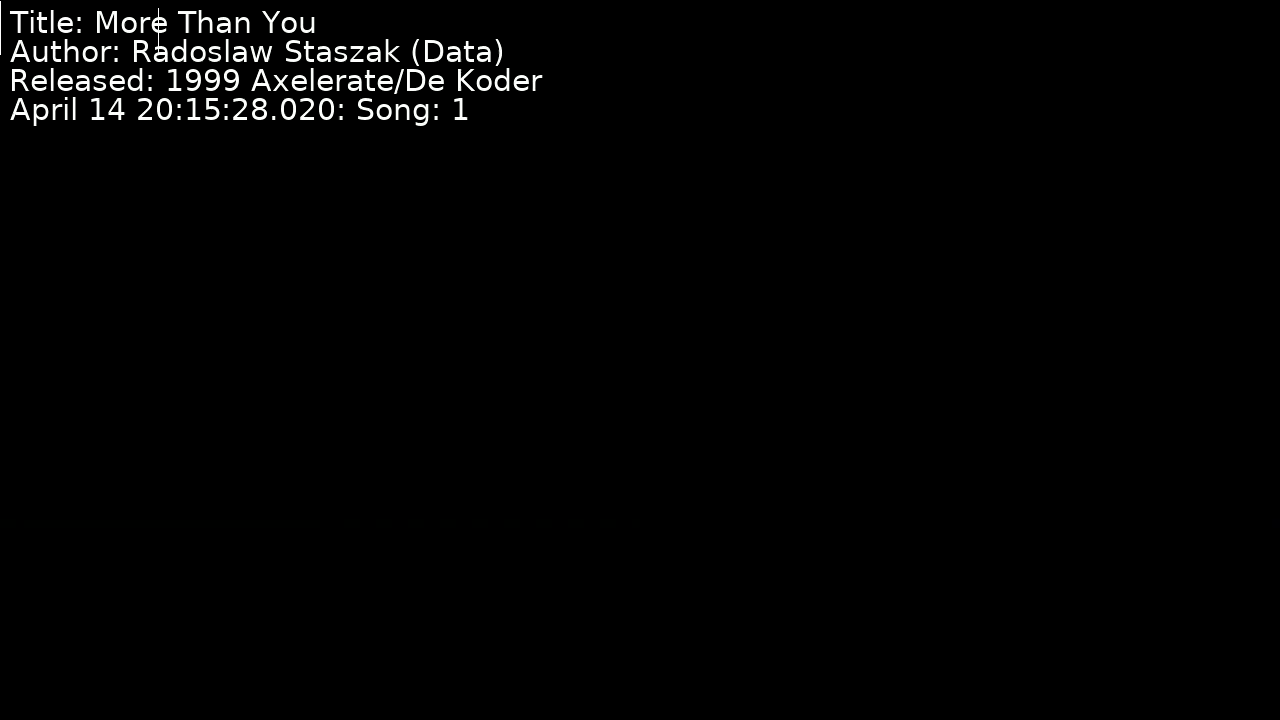 Title: More Than You
Author: Radoslaw Staszak (Data)
Released: 1999 Axelerate/De Koder
April 14 20:15:28.020: Song: 1